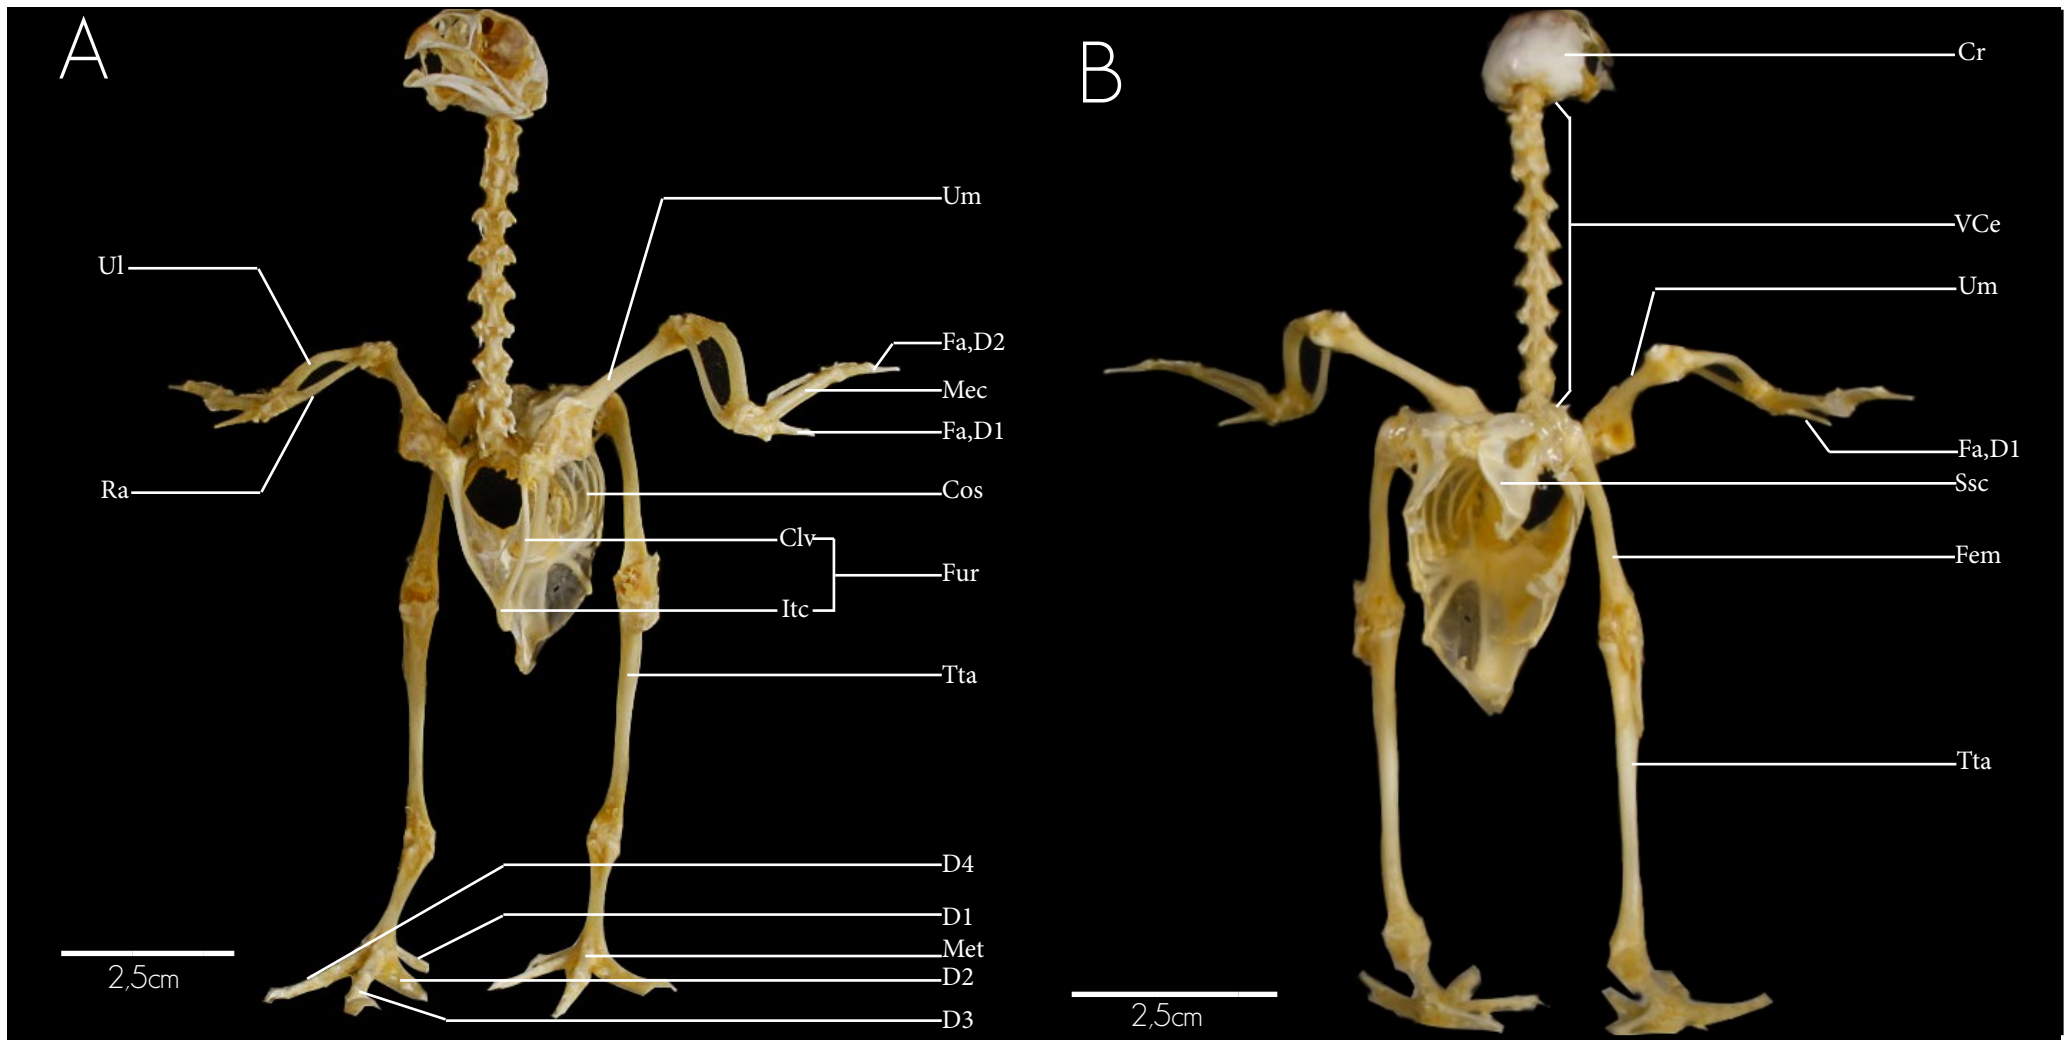 A
Ul
Ra
Um
Fa,D2
Mec
Fa,D1
Cos
Clv
Fur
Itc
Tta
D4
D1
Met
D2
D3
2,5cm
B
Cr
VCe
Um
Fa,D1
Ssc
Fem
Tta
2,5cm